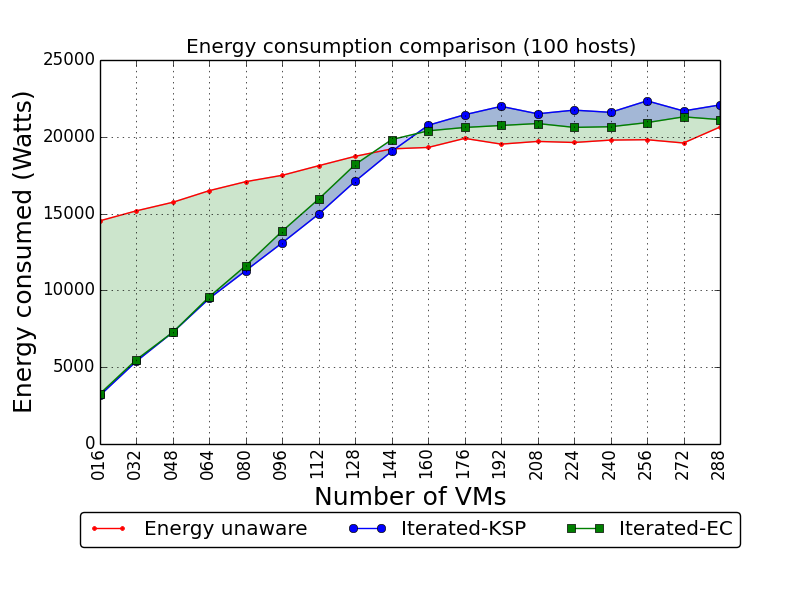 Energy consumption comparison (100 hosts)
25000
20000
15000
10000
5000
0
Energy consumed (Watts)
016 032 048 064 080 096 112 128 144 160 176 192 208 224 240 256 272 288
Number of VMs
Energy unaware Iterated-KSP Iterated-EC